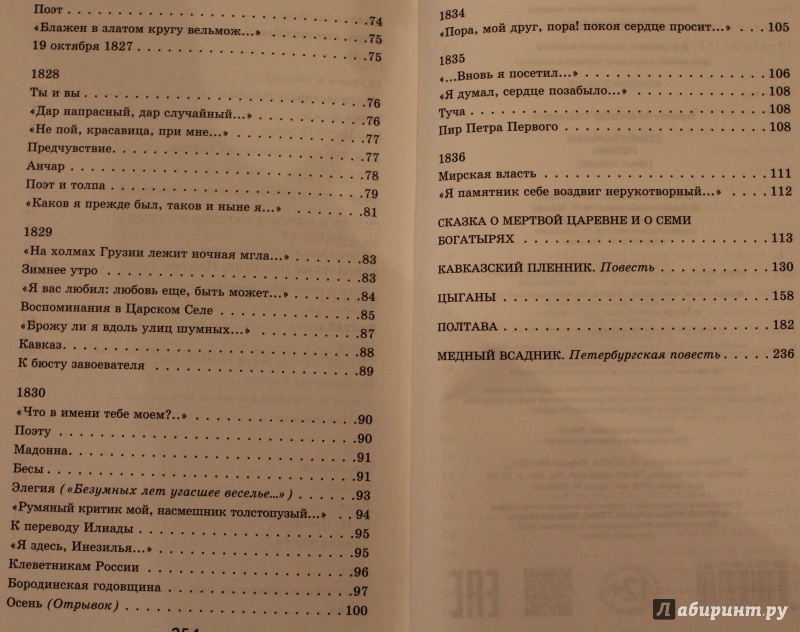 Поэт . . . . . . . . . . . . . . . . . . . . . . . . . . . .74
«Блажен в златом кругу вельмож...» . . . . . . . . . .75
19 октября 1827 . . . . . . . . . . . . . . . . . . . . .75
1828
Ты и вы . . . . . . . . . . . . . . . . . . . . . . . . . .76
«Дар напрасный, дар случайный...» . . . . . . . . . . .76
«Не пой, красавица, при мне...» . . . . . . . . . . . . .77
Предчувствие. . . . . . . . . . . . . . . . . . . . . . . .77
Анчар . . . . . . . . . . . . . . . . . . . . . . . . . . .78
Поэт и толпа . . . . . . . . . . . . . . . . . . . . . . .79
«Каков я прежде был, таков и ныне я...» . . . . . . .81
1829
«На холмах Грузии лежит ночная мгла...» . . . . . . .83
Зимнее утро . . . . . . . . . . . . . . . . . . . . . . . .83
«Я вас любил: любовь еще, быть может...» . . . . . . .84
Воспоминания в Царском Селе . . . . . . . . . . . . . .85
«Брожу ли я вдоль улиц шумных...» . . . . . . . . . . .87
Кавказ. . . . . . . . . . . . . . . . . . . . . . . . . . .88
К бюсту завоевателя . . . . . . . . . . . . . . . . . . .89
1830
«Что в имени тебе моем?..» . . . . . . . . . . . . . . .90
Поэту . . . . . . . . . . . . . . . . . . . . . . . . . . .90
Мадонна. . . . . . . . . . . . . . . . . . . . . . . . . .91
Бесы . . . . . . . . . . . . . . . . . . . . . . . . . . . .91
Элегия («Безумных лет угасшее веселье...») . . . . . .93
«Румяный критик мой, насмешник толстопузый...» . .94
К переводу Илиады . . . . . . . . . . . . . . . . . . . .95
«Я здесь, Инезилья...» . . . . . . . . . . . . . . . . . .95
Клеветникам России . . . . . . . . . . . . . . . . . . .96
Бородинская годовщина . . . . . . . . . . . . . . . . .97
Осень (Отрывок) . . . . . . . . . . . . . . . . . . . . 100
1834
«Пора, мой друг, пора! покоя сердце просит...» . . . 105
1835
«...Вновь я посетил...» . . . . . . . . . . . . . . . . . 106
«Я думал, сердце позабыло...» . . . . . . . . . . . . . 108
Туча . . . . . . . . . . . . . . . . . . . . . . . . . . . 108
Пир Петра Первого . . . . . . . . . . . . . . . . . . . 108
1836
Мирская власть . . . . . . . . . . . . . . . . . . . . . 111
«Я памятник себе воздвиг нерукотворный...» . . . . 112
СКАЗКА О МЕРТВОЙ ЦАРЕВНЕ И О СЕМИ
БОГАТЫРЯХ . . . . . . . . . . . . . . . . . . . . . . . 113
КАВКАЗСКИЙ ПЛЕННИК. Повесть . . . . . . . . . . . 130
ЦЫГАНЫ . . . . . . . . . . . . . . . . . . . . . . . . . 158
ПОЛТАВА . . . . . . . . . . . . . . . . . . . . . . . . 182
МЕДНЫЙ ВСАДНИК. Петербургская повесть . . . . . 236
Лабиринт.ру